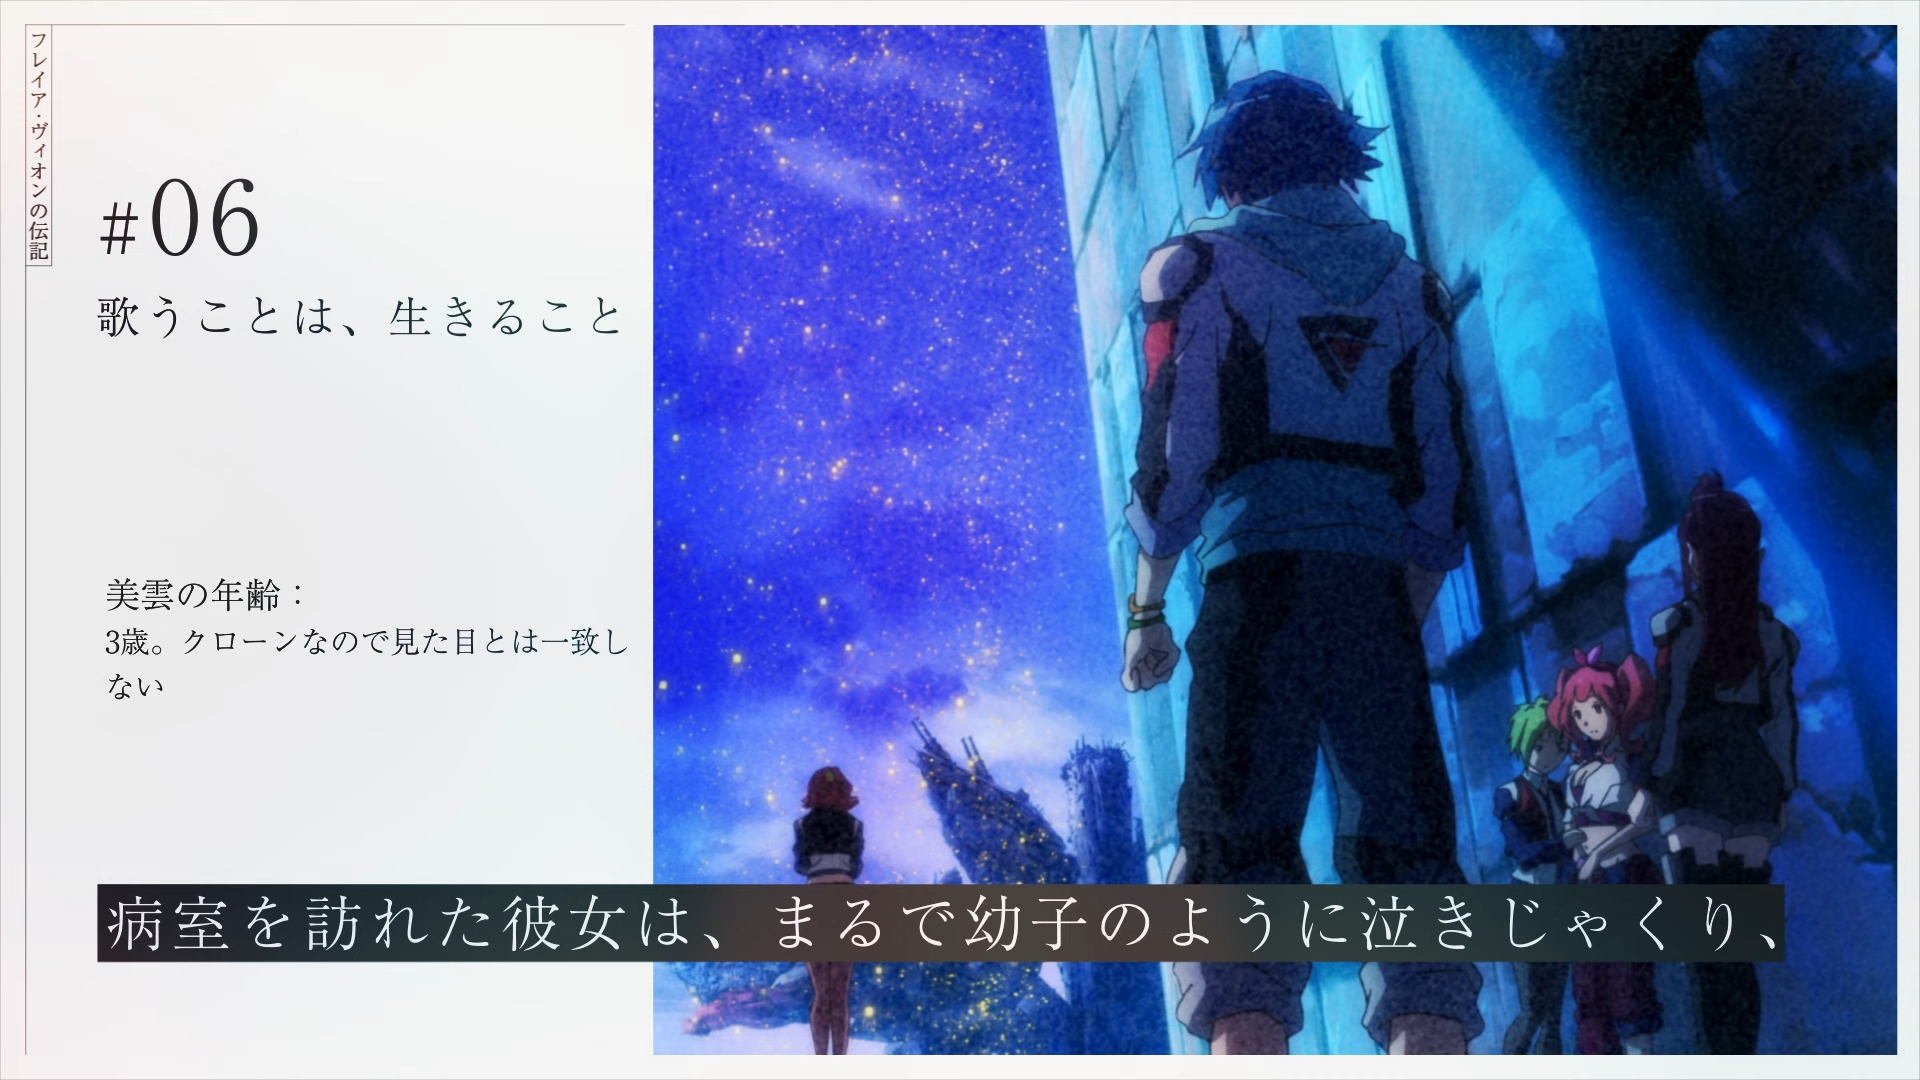 フレイア・ヴィオンの伝記
#06
歌うことは、生きること
美雲の年齢：
3歳。クローンなので見た目とは一致し
ない
病室を訪れた彼女は、まるで幼子のように泣きじゃくり、